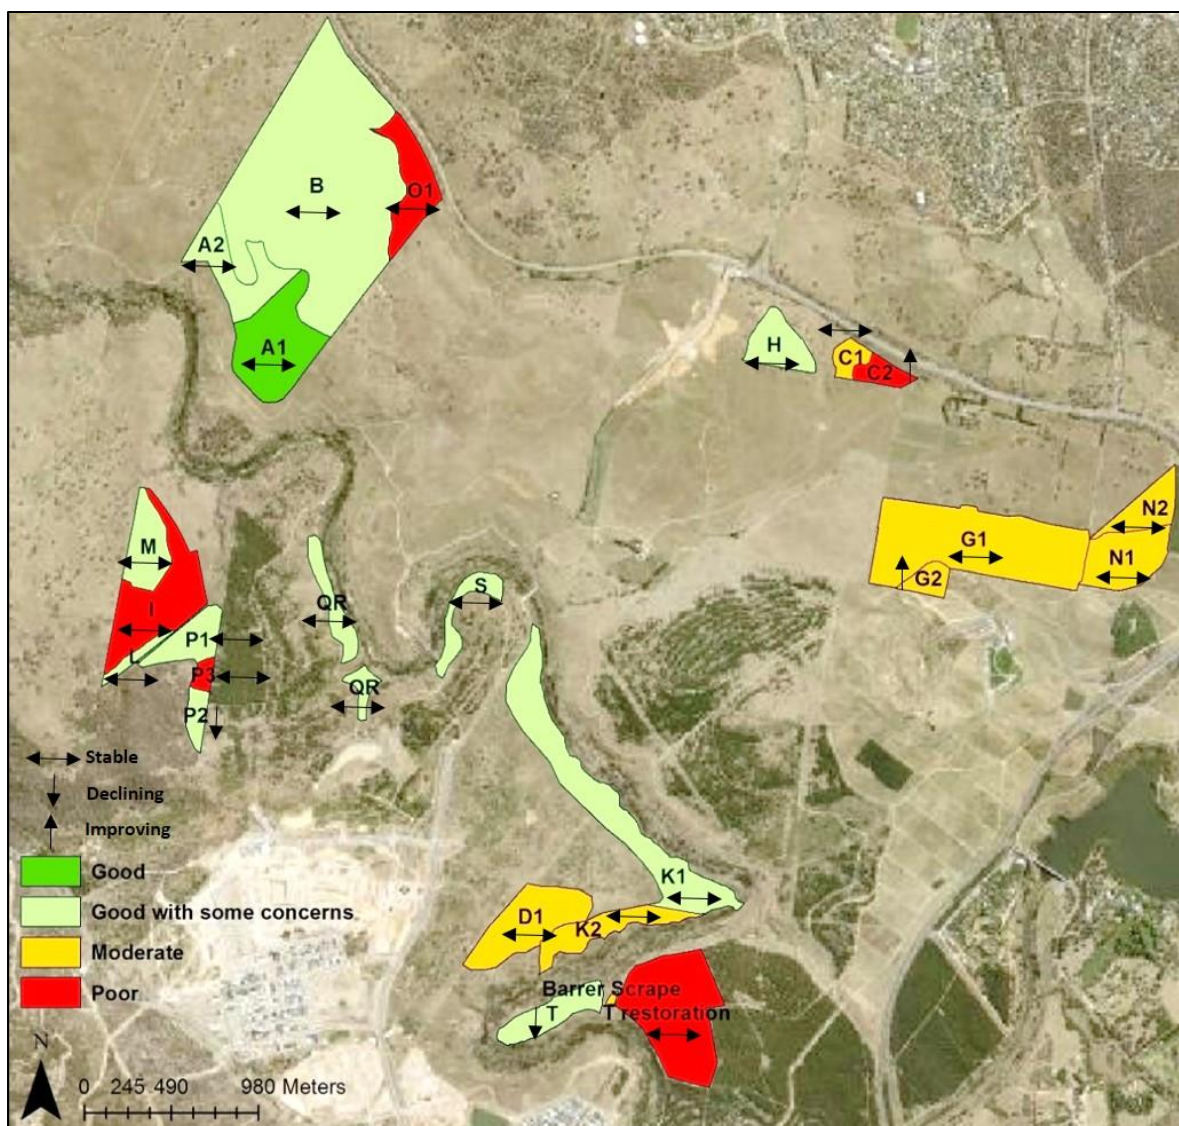 B
O1
A2
A1
H
C1
C2
N2
G1
N1
G2
M
I
P1
L
P3
P2
QR
QR
S
Stable
Declining
Improving
Good
Good with some concerns
Moderate
Poor
K1
D1
K2
Barrer Scrape
T
T restoration
N
0 245 490 980 Meters